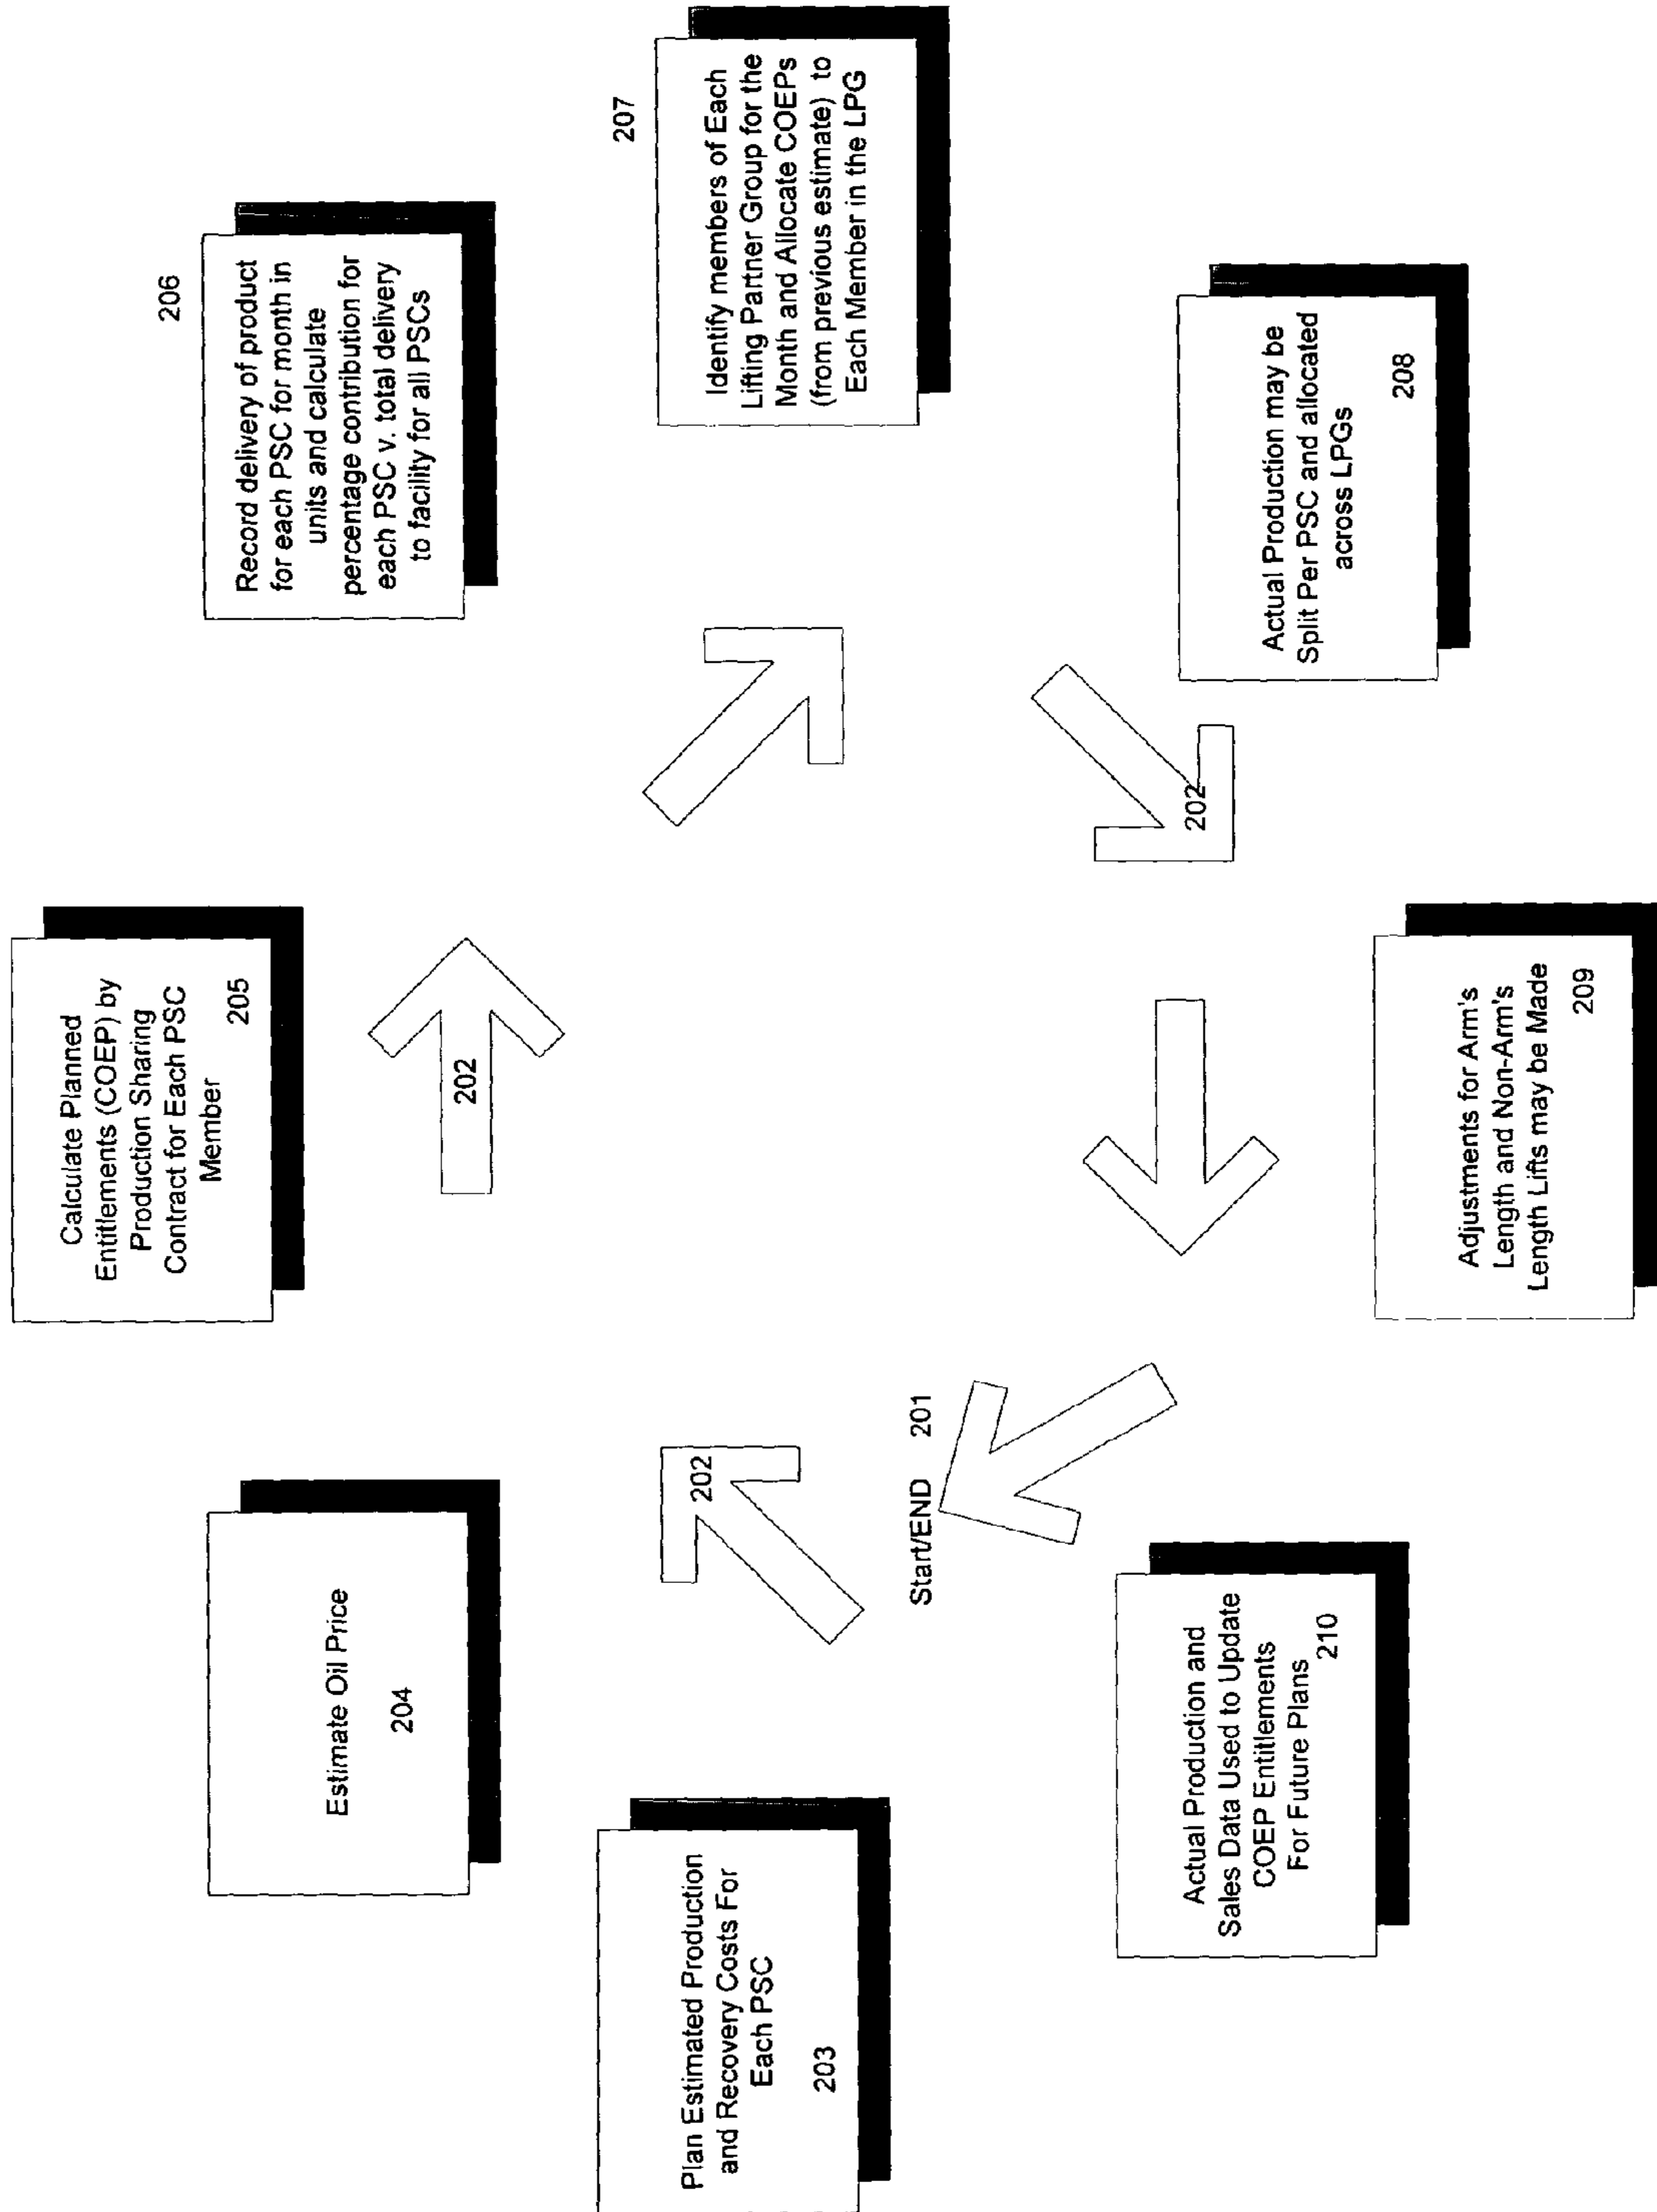 Plan Estimated Production
and Recovery Costs For
Each PSC
203
Estimate Oil Price
204
Calculate Planned
Entitlements (COEP) by
Production Sharing
Contract for Each PSC
Member
205
206
Record delivery of product
for each PSC for month in
units and calculate
percentage contribution for
each PSC v. total delivery
to facility for all PSCs
207
Identify members of Each
Lifting Partner Group for the
Month and Allocate COEPs
(from previous estimate) to
Each Member in the LPG
Actual Production may be
Split Per PSC and allocated
across LPGs
208
Adjustments for Arm's
Length and Non-Arm's
Length Lifts may be Made
209
Actual Production and
Sales Data Used to Update
COEP Entitlements
For Future Plans
210
Start/END 201
202
202
202